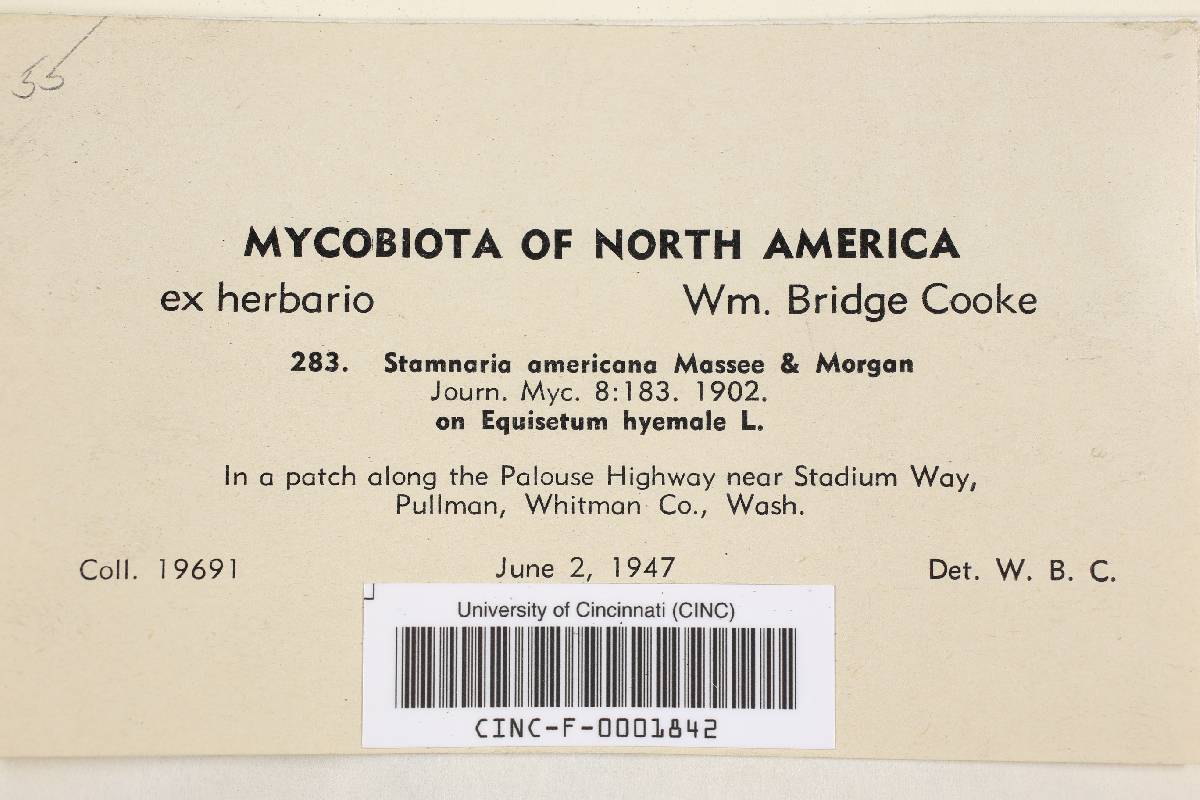 55
MYCOBIOTA OF NORTH AMERICA
ex herbario Wm. Bridge Cooke
283. Stamnaria americana Massee & Morgan
Journ. Myc. 8:183. 1902.
on Equisetum hyemale L.
In a patch along the Palouse Highway near Stadium Way,
Pullman, Whitman Co., Wash.
Coll. 19691 June 2, 1947 Det. W. B. C.
University of Cincinnati (CINC)
CINC-F-0001842